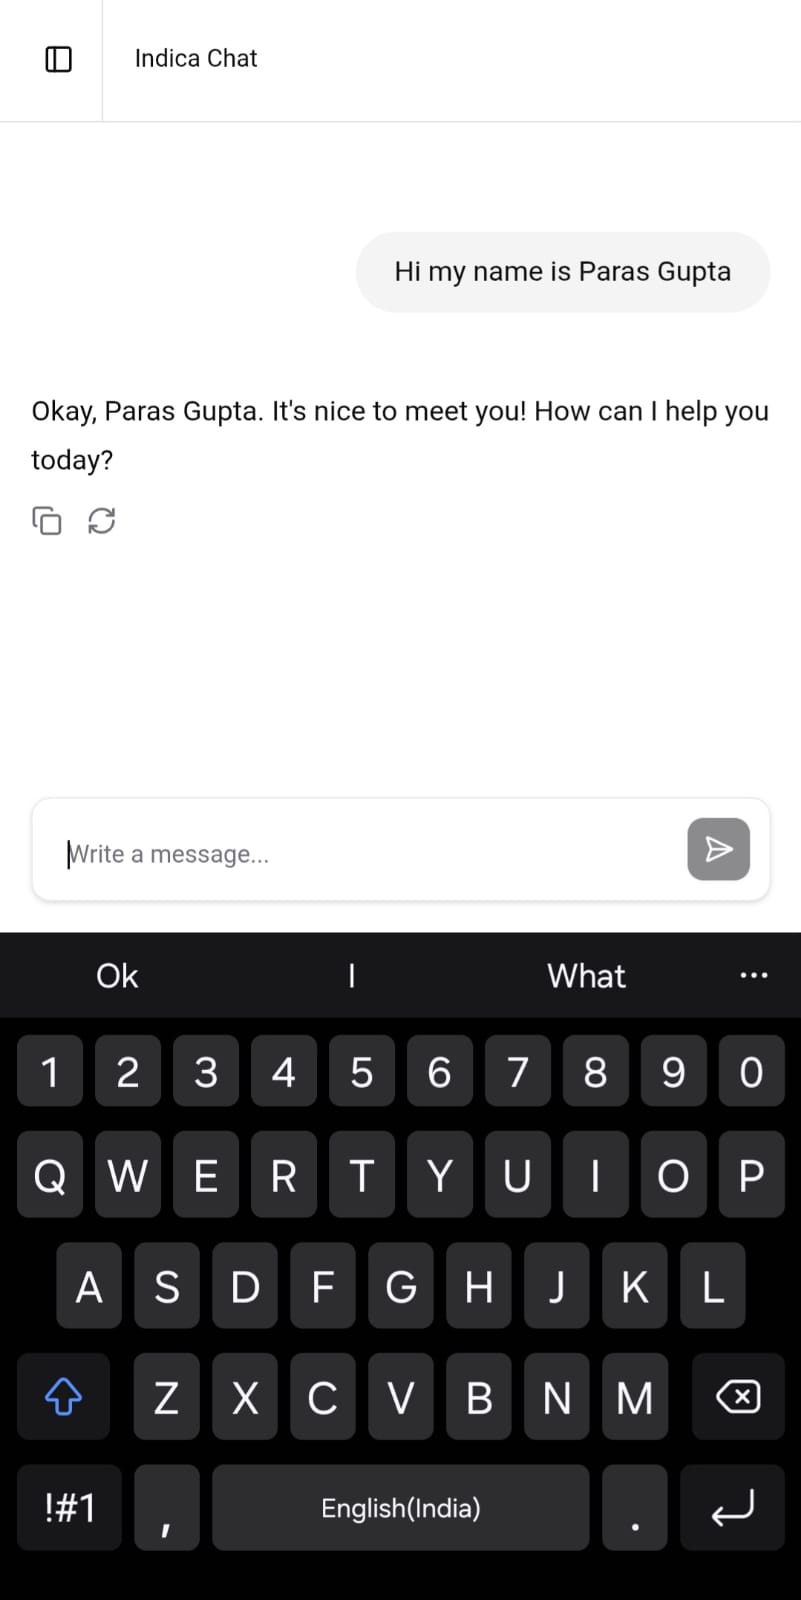 Indica Chat
Hi my name is Paras Gupta
Okay, Paras Gupta. It's nice to meet you! How can I help you
today?
Write a message...
Ok I What ...
1 2 3 4 5 6 7 8 9 0
Q W E R T Y U I O P
A S D F G H J K L
Z X C V B N M
!#1 , English(India) .